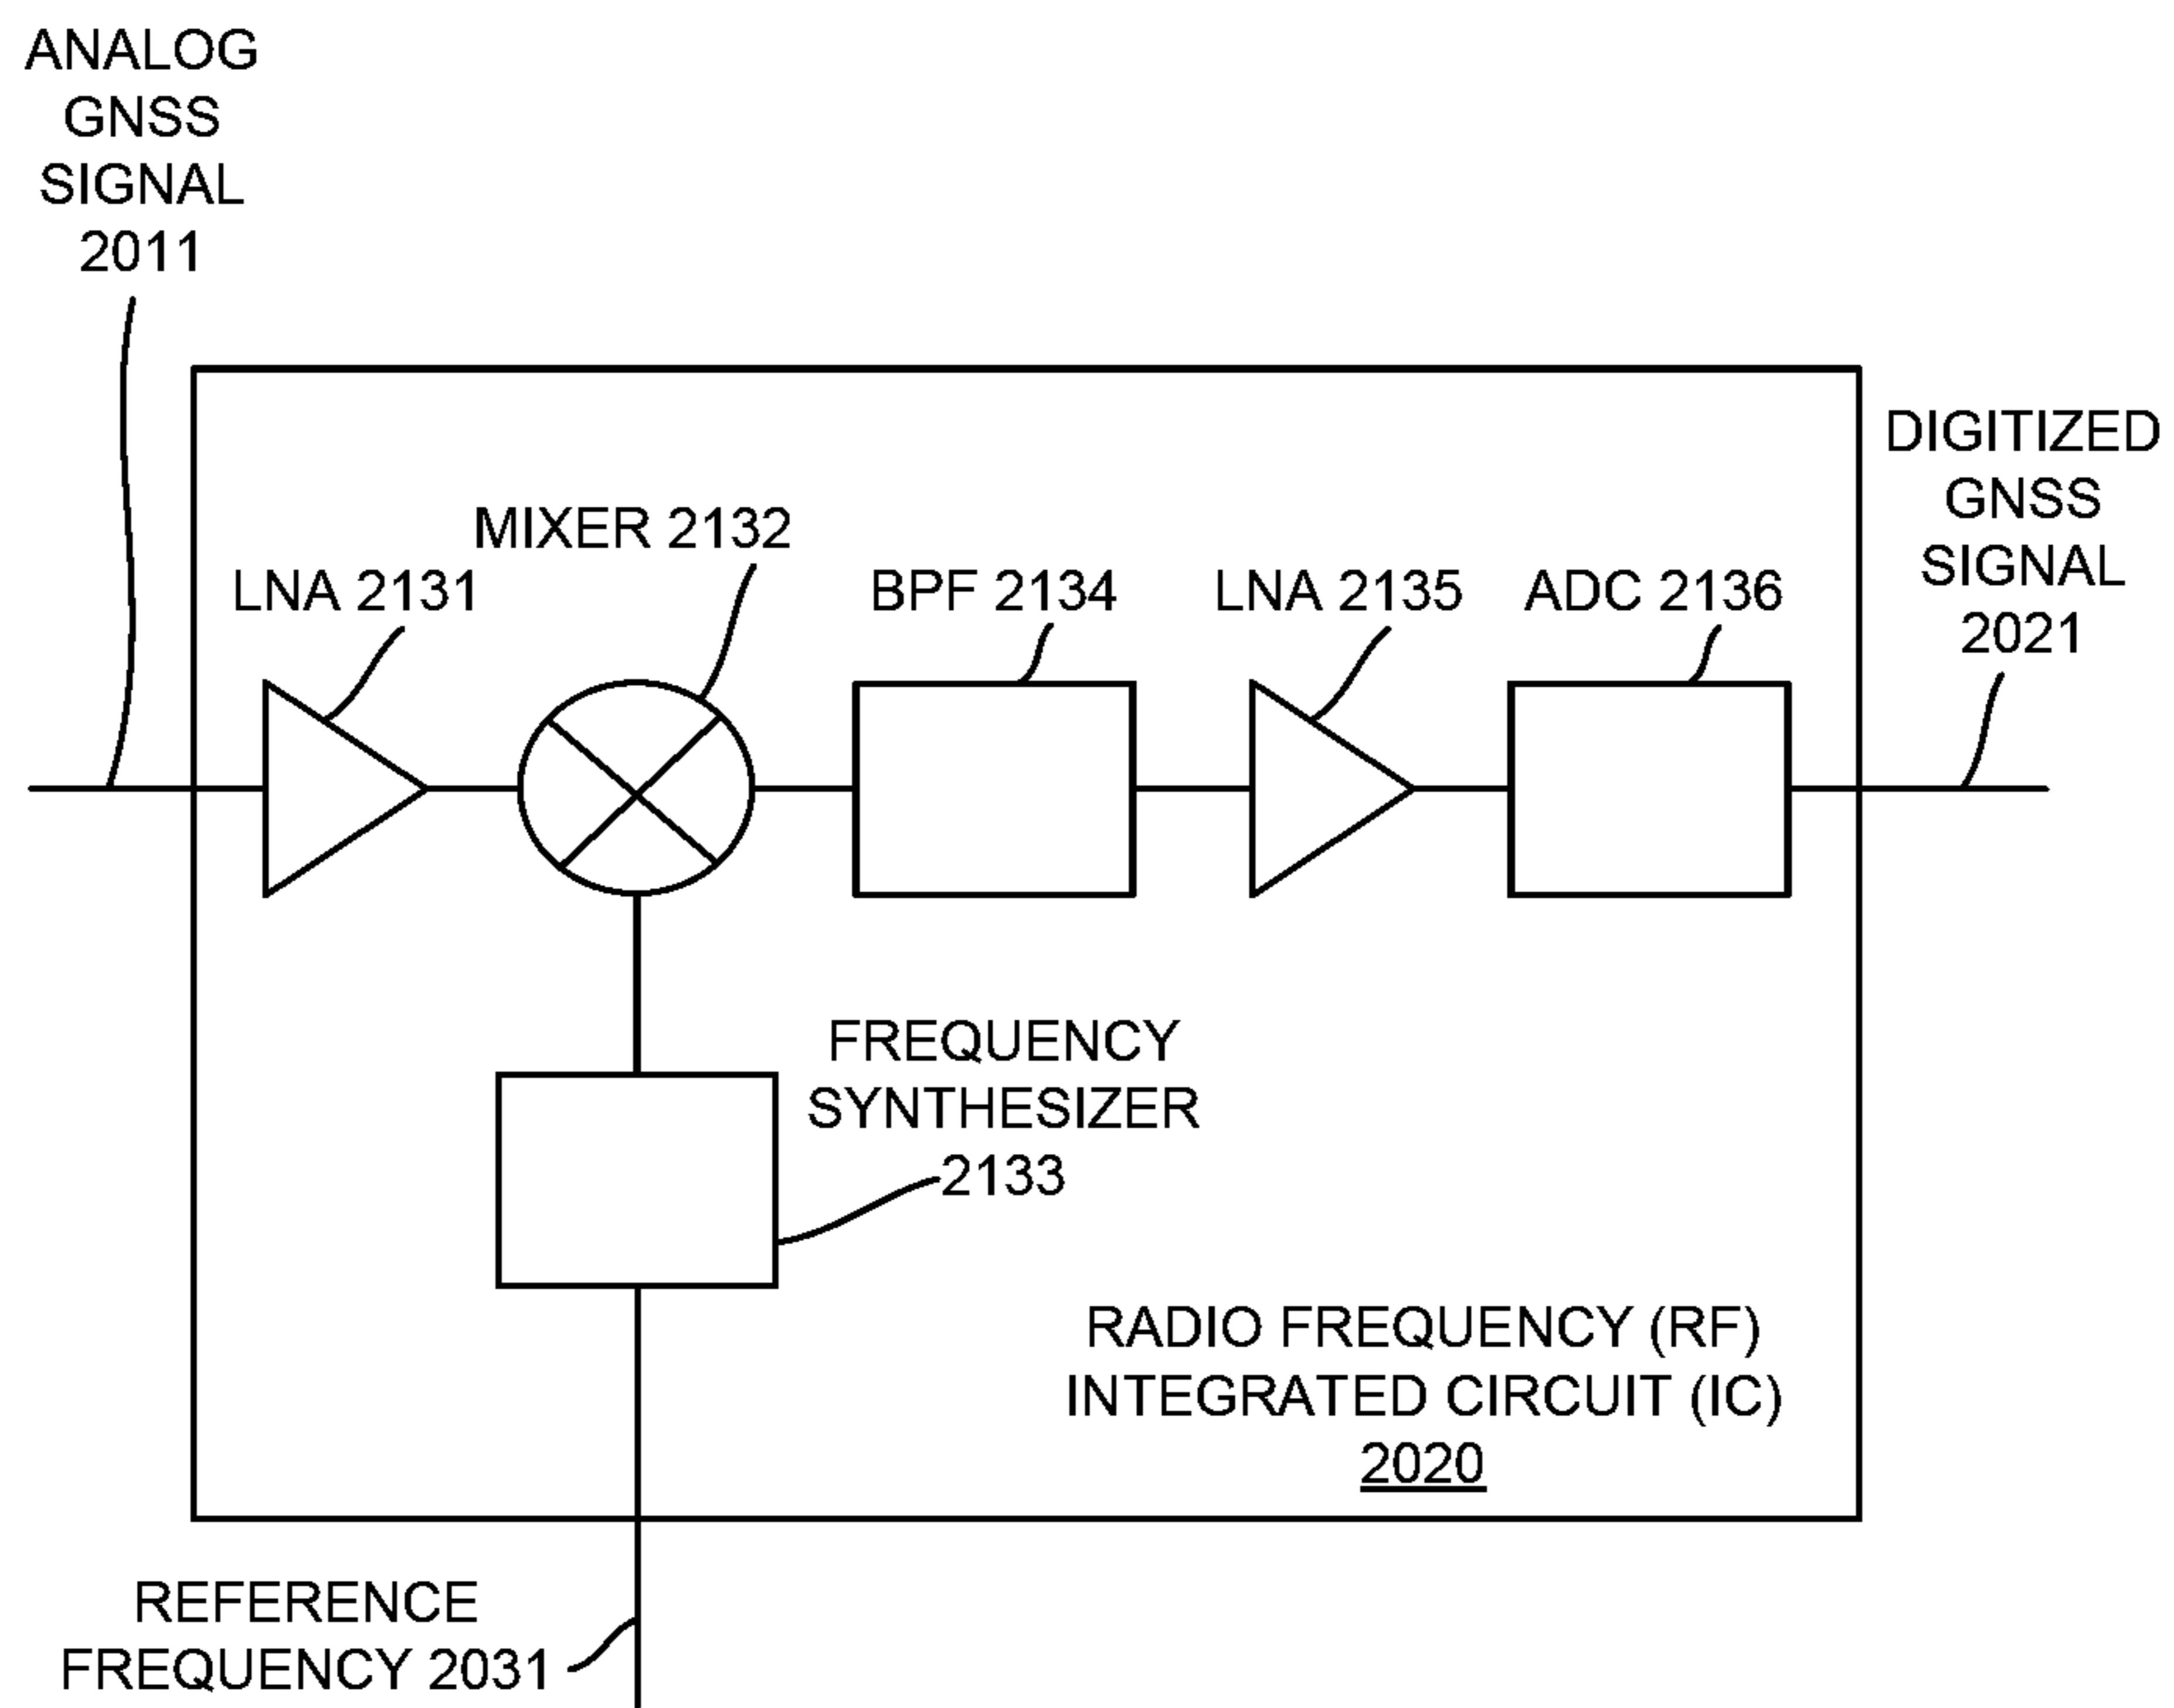 ANALOG
GNSS
SIGNAL
2011
DIGITIZED
GNSS
SIGNAL
2021
MIXER 2132
LNA 2131
BPF 2134
LNA 2135
ADC 2136
FREQUENCY
SYNTHESIZER
2133
RADIO FREQUENCY (RF)
INTEGRATED CIRCUIT (IC)
2020
REFERENCE
FREQUENCY 2031